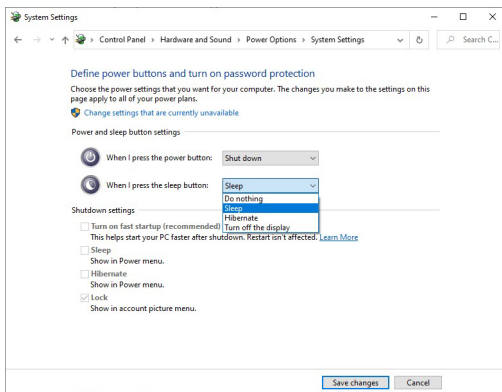 System Settings
Control Panel > Hardware and Sound > Power Options > System Settings
Search C...
Define power buttons and turn on password protection
Choose the power settings that you want for your computer. The changes you make to the settings on this
page apply to all of your power plans.
Change settings that are currently unavailable
Power and sleep button settings
When I press the power button: Shut down
When I press the sleep button: Sleep
Do nothing
Sleep
Hibernate
Turn off the display
Shutdown settings
Turn on fast startup (recommended)
This helps start your PC faster after shutdown. Restart isn't affected. Learn More
Sleep
Show in Power menu.
Hibernate
Show in Power menu.
Lock
Show in account picture menu.
Save changes
Cancel